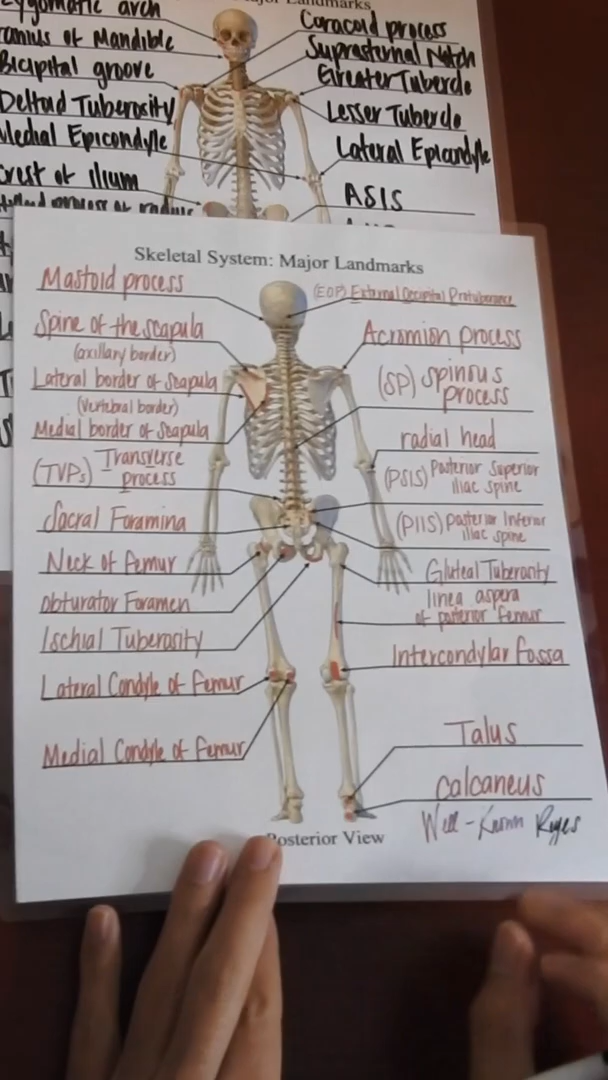 Zygomatic arch
Landmarks
ramus of Mandible
Coracoid process
Suprasternal Notch
Bicipital groove
Greater Tubercle
Deltoid Tuberosity
Lesser Tubercle
Medial Epicondyle
Lateral Epicondyle
Crest of ilium
ASIS
Skeletal System: Major Landmarks
Mastoid process
(EOP) External Occipital Protuberance
Spine of the scapula
Acromion process
(axillary border)
Lateral border of Scapula
(SP) spinous
process
(Vertebral border)
Medial border of Scapula
radial head
(TVPs) Transverse
process
(PSIS) Posterior Superior
iliac spine
Sacral Foramina
(PIIS) posterior Inferior
iliac spine
Neck of Femur
Gluteal Tuberosity
obturator Foramen
linea aspera
of posterior femur
Ischial Tuberosity
Intercondylar fossa
Lateral Condyle of Femur
Talus
Medial Condyle of Femur
Calcaneus
Posterior View
Well-Known Reyes